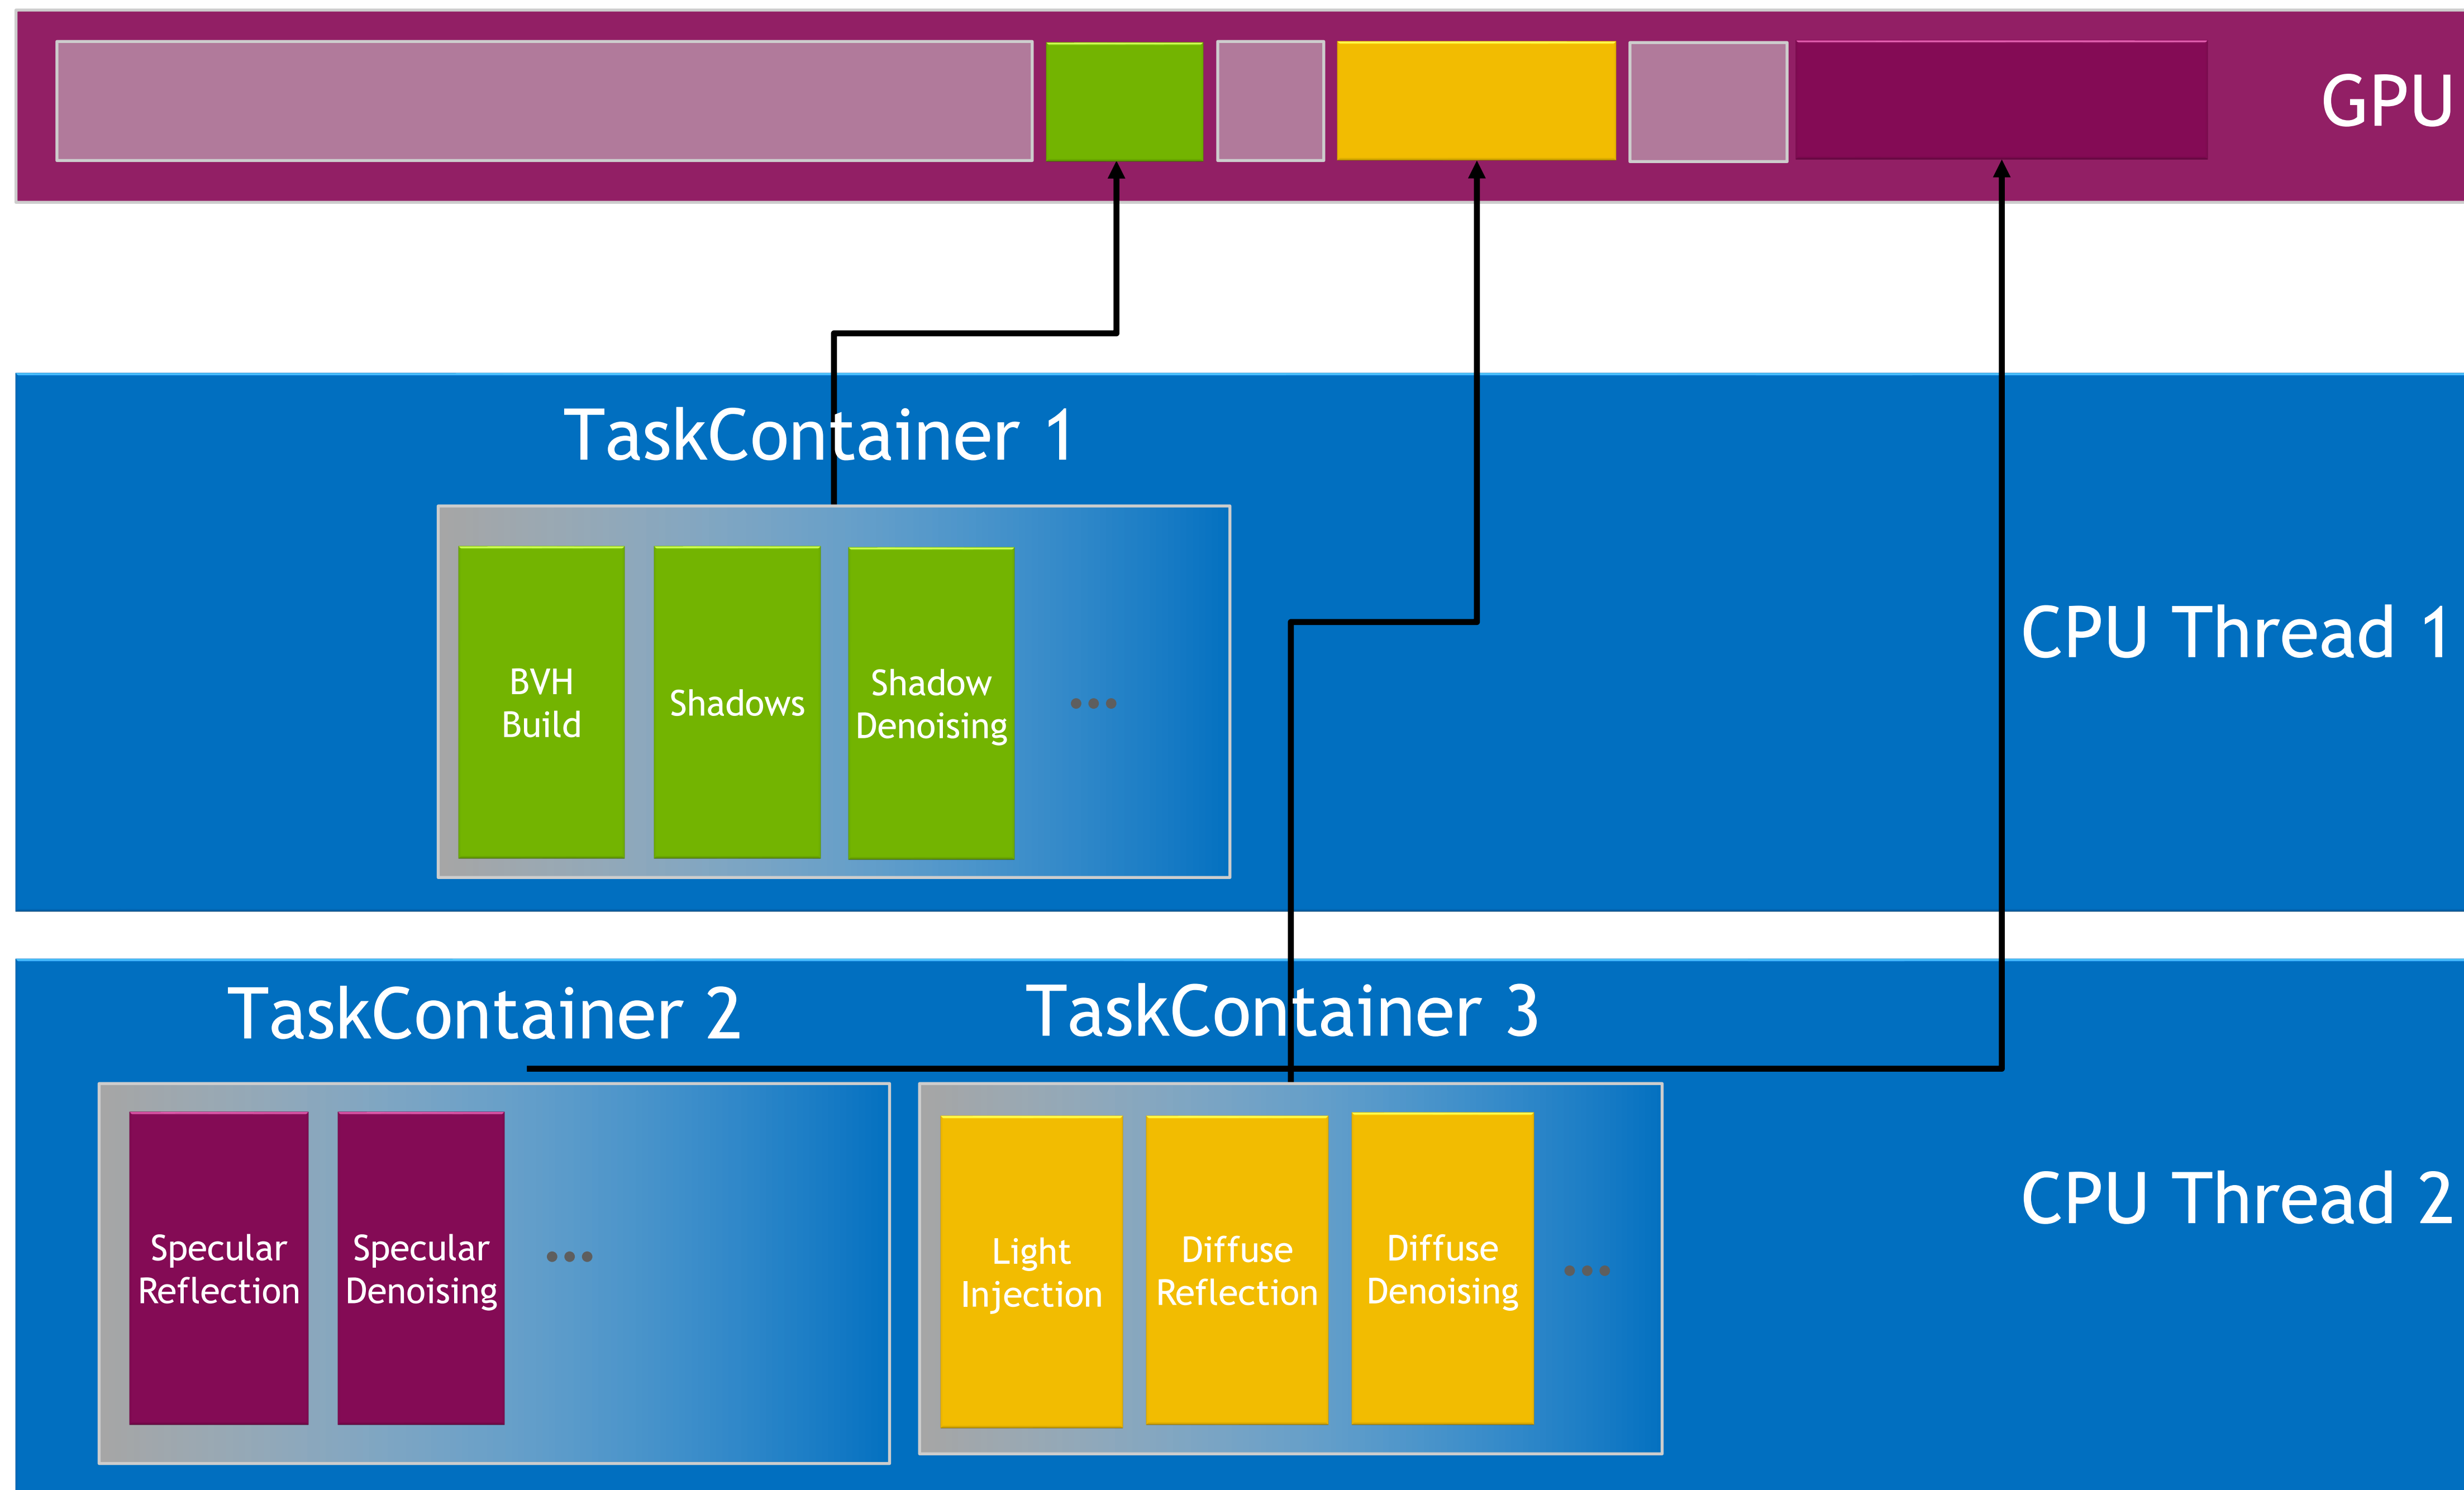 GPU
TaskContainer 1
BVH
Build
Shadows
Shadow
Denoising
...
CPU Thread 1
TaskContainer 2
TaskContainer 3
Specular
Reflection
Specular
Denoising
...
Light
Injection
Diffuse
Reflection
Diffuse
Denoising
...
CPU Thread 2